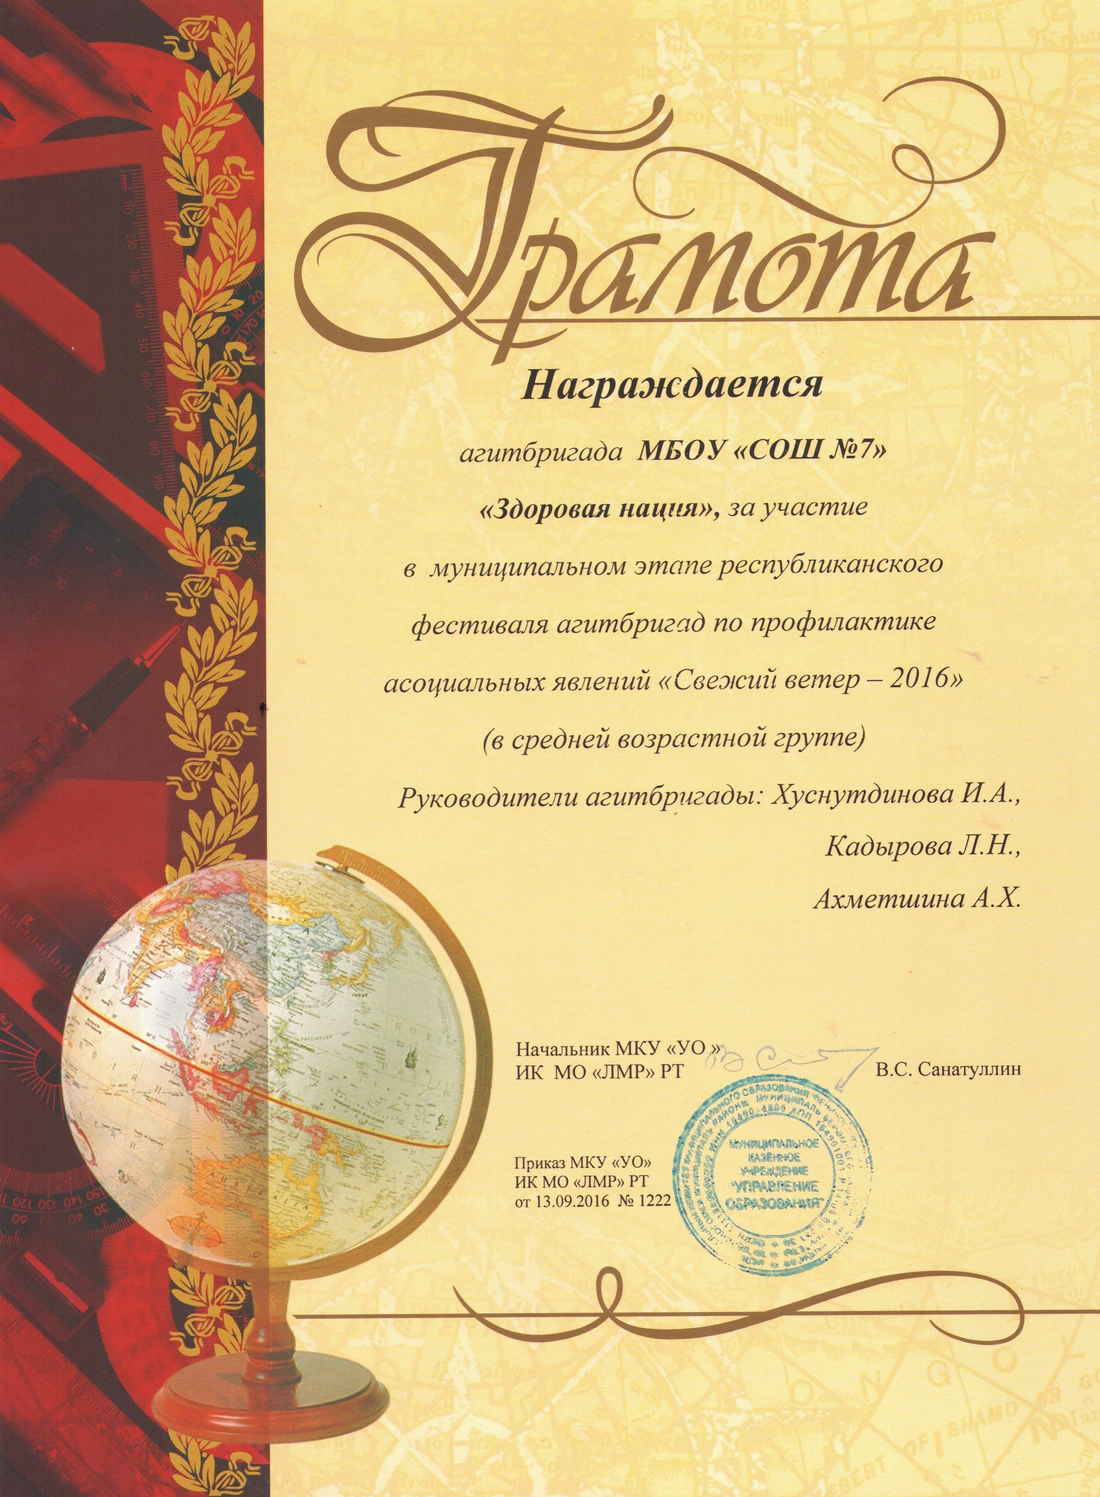 Грамота
Награждается
агитбригада МБОУ «СОШ №7»
«Здоровая нация», за участие
в муниципальном этапе республиканского
фестиваля агитбригад по профилактике
асоциальных явлений «Свежий ветер – 2016»
(в средней возрастной группе)
Руководители агитбригады: Хуснутдинова И.А.,
Кадырова Л.Н.,
Ахметшина А.Х.
Начальник МКУ «УО »
ИК МО «ЛМР» РТ
В.С. Санатуллин
Приказ МКУ «УО»
ИК МО «ЛМР» РТ
от 13.09.2016 № 1222
МУНИЦИПАЛЬНОЕ
КАЗЕННОЕ
УЧРЕЖДЕНИЕ
"УПРАВЛЕНИЕ
ОБРАЗОВАНИЯ"